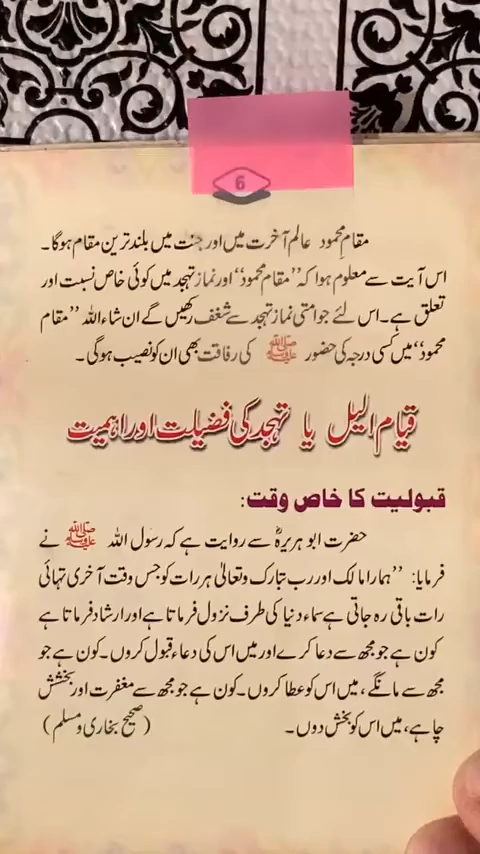 6
مقامِ محمود عالم آخرت میں اور جنت میں بلند ترین مقام ہوگا۔
اس آیت سے معلوم ہوا کہ ”مقام محمود“ اور نماز تہجد میں کوئی خاص نسبت اور
تعلق ہے۔ اس لئے جو امتی نماز تہجد سے شغف رکھیں گے ان شاء اللہ ”مقام
محمود“ میں کسی درجہ کی حضور ﷺ کی رفاقت بھی ان کو نصیب ہوگی۔
قیام الیل یا تہجد کی فضیلت اور اہمیت
قبولیت کا خاص وقت:
حضرت ابو ہریرہؓ سے روایت ہے کہ رسول اللہ ﷺ نے
فرمایا: ”ہمارا مالک اور رب تبارک وتعالیٰ ہر رات کو جس وقت آخری تہائی
رات باقی رہ جاتی ہے سماء دنیا کی طرف نزول فرماتا ہے اور ارشاد فرماتا ہے
کون ہے جو مجھ سے دعا کرے اور میں اس کی دعاء قبول کروں۔ کون ہے جو
مجھ سے مانگے، میں اس کو عطا کروں۔ کون ہے جو مجھ سے مغفرت اور بخشش
چاہے، میں اس کو بخش دوں۔ (صحیح بخاری و مسلم)